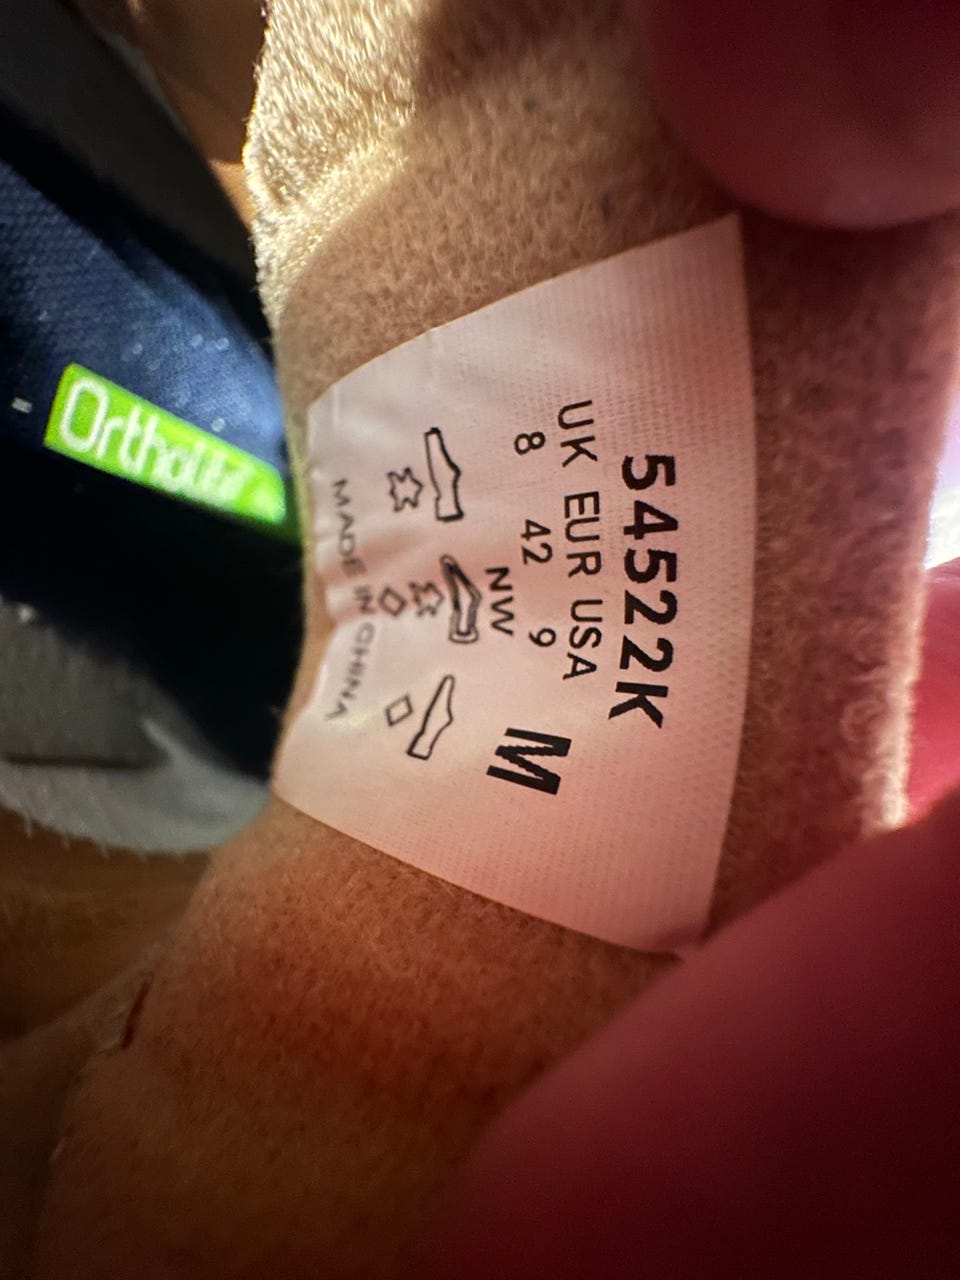 54522K
UK EUR USA
8 42 9
NW
M
MADE IN CHINA
Ortholite